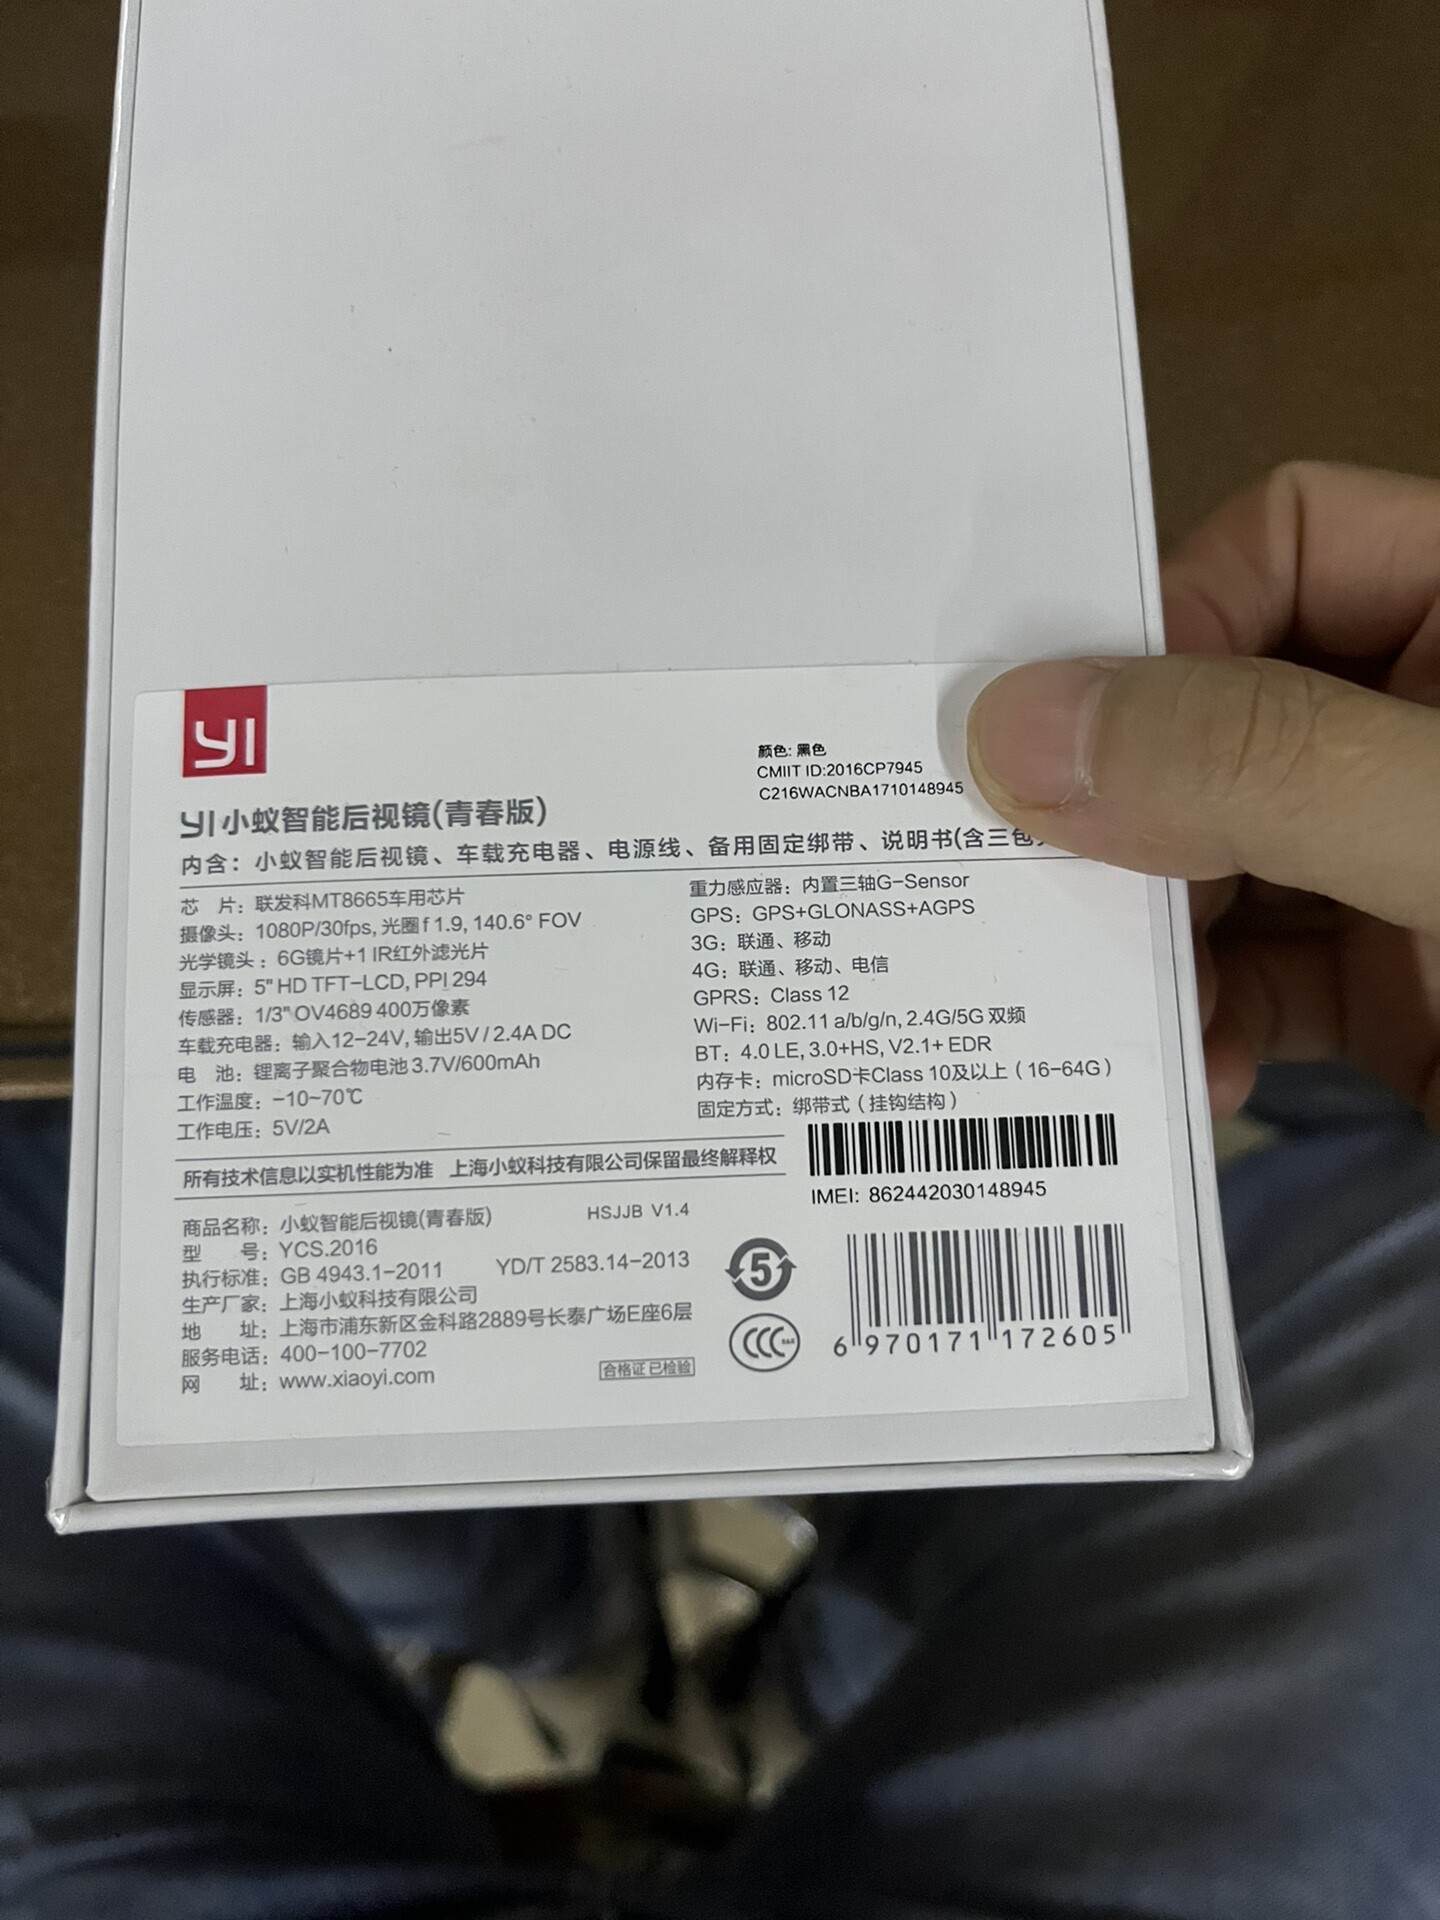 YI
颜色: 黑色
CMIIT ID:2016CP7945
C216WACNBA1710148945
YI小蚁智能后视镜(青春版)
内含：小蚁智能后视镜、车载充电器、电源线、备用固定绑带、说明书(含三包
芯 片：联发科MT8665车用芯片
摄像头：1080P/30fps, 光圈f 1.9, 140.6° FOV
光学镜头：6G镜片+1 IR红外滤光片
显示屏：5" HD TFT-LCD, PPI 294
传感器：1/3" OV4689 400万像素
车载充电器：输入12-24V, 输出5V / 2.4A DC
电 池：锂离子聚合物电池 3.7V/600mAh
工作温度：-10~70℃
工作电压：5V/2A
重力感应器：内置三轴G-Sensor
GPS：GPS+GLONASS+AGPS
3G：联通、移动
4G：联通、移动、电信
GPRS：Class 12
Wi-Fi：802.11 a/b/g/n, 2.4G/5G 双频
BT：4.0 LE, 3.0+HS, V2.1+ EDR
内存卡：microSD卡Class 10及以上（16-64G）
固定方式：绑带式（挂钩结构）
所有技术信息以实机性能为准 上海小蚁科技有限公司保留最终解释权
IMEI: 862442030148945
商品名称：小蚁智能后视镜(青春版) HSJJB V1.4
型 号：YCS.2016
执行标准：GB 4943.1-2011 YD/T 2583.14-2013
生产厂家：上海小蚁科技有限公司
地 址：上海市浦东新区金科路2889号长泰广场E座6层
服务电话：400-100-7702
网 址：www.xiaoyi.com
合格证 已检验
5
CCC
6 970171 172605